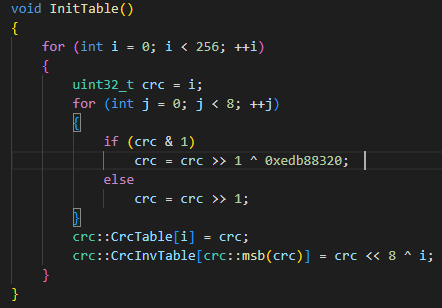 void InitTable()
{
    for (int i = 0; i < 256; ++i)
    {
        uint32_t crc = i;
        for (int j = 0; j < 8; ++j)
        {
            if (crc & 1)
                crc = crc >> 1 ^ 0xedb88320;
            else
                crc = crc >> 1;
        }
        crc::CrcTable[i] = crc;
        crc::CrcInvTable[crc::msb(crc)] = crc << 8 ^ i;
    }
}